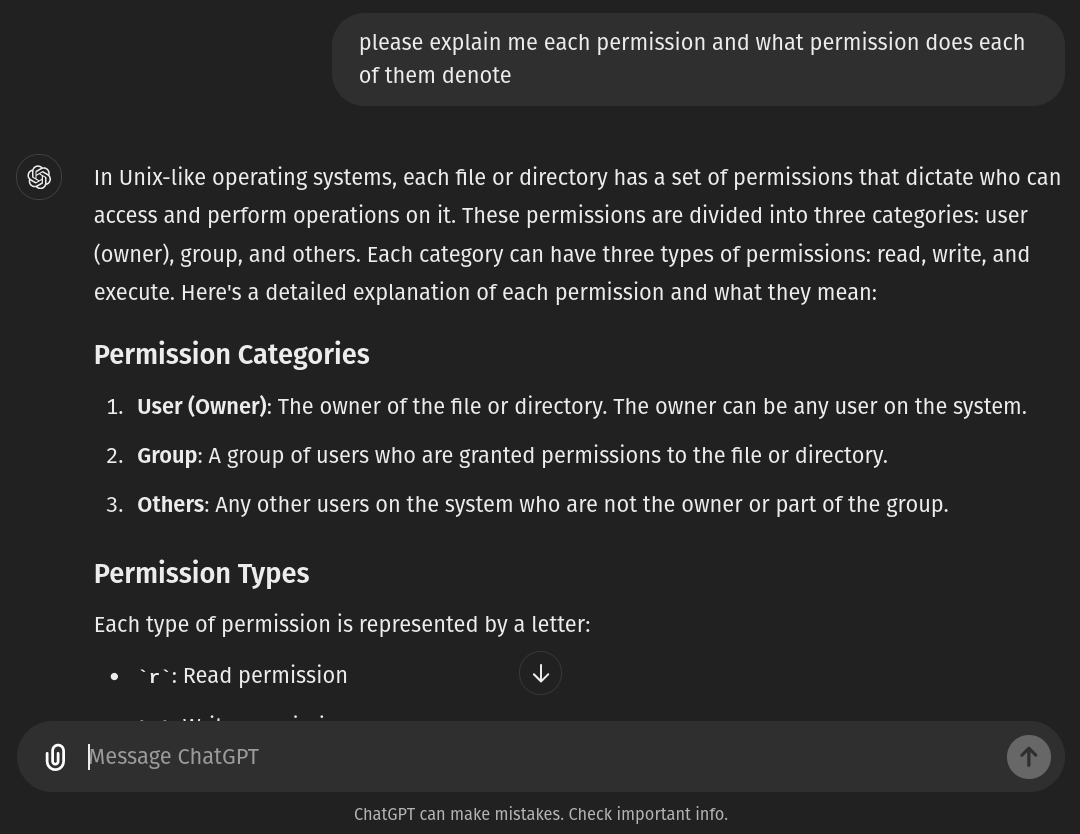 please explain me each permission and what permission does each
of them denote
In Unix-like operating systems, each file or directory has a set of permissions that dictate who can
access and perform operations on it. These permissions are divided into three categories: user
(owner), group, and others. Each category can have three types of permissions: read, write, and
execute. Here's a detailed explanation of each permission and what they mean:
Permission Categories
1. User (Owner): The owner of the file or directory. The owner can be any user on the system.
2. Group: A group of users who are granted permissions to the file or directory.
3. Others: Any other users on the system who are not the owner or part of the group.
Permission Types
Each type of permission is represented by a letter:
• `r`: Read permission
Message ChatGPT
ChatGPT can make mistakes. Check important info.